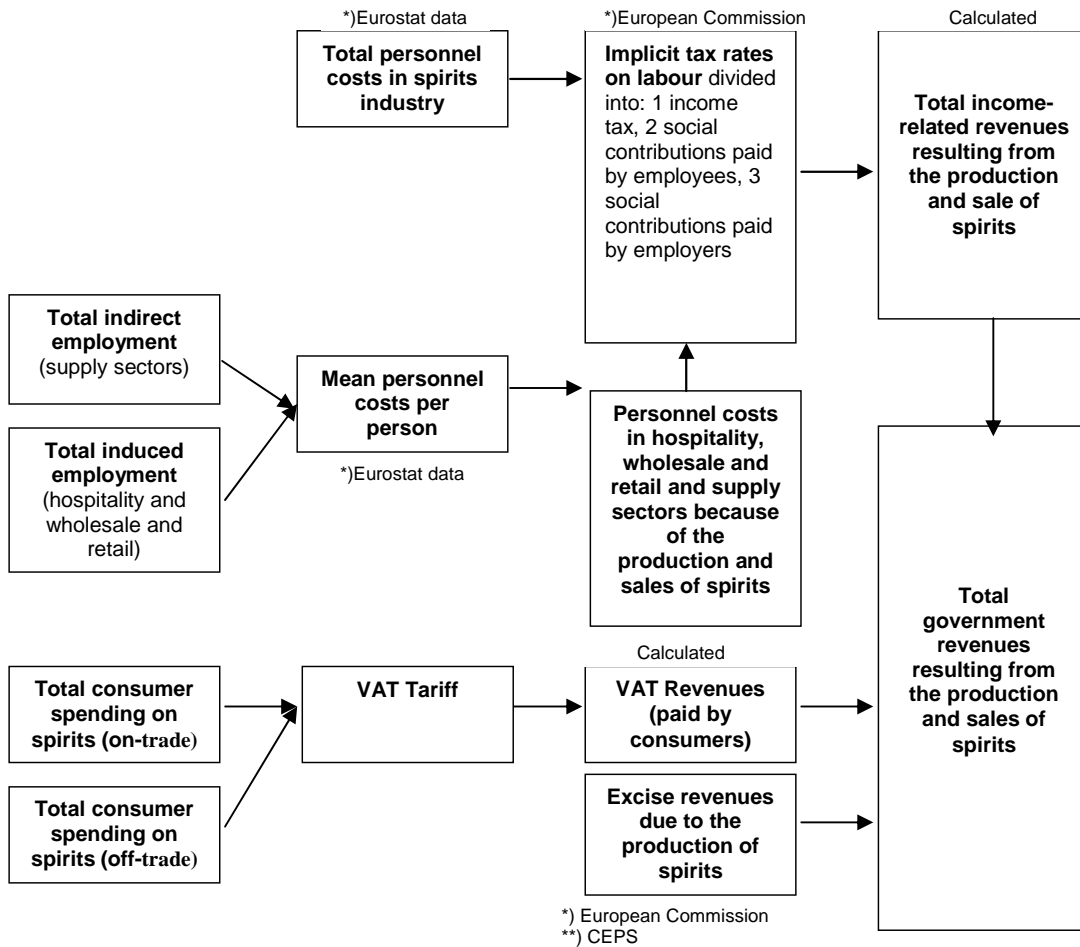 *)Eurostat data
Total personnel
costs in spirits
industry
*)European Commission
Implicit tax rates
on labour divided
into: 1 income
tax, 2 social
contributions paid
by employees, 3
social
contributions paid
by employers
Calculated
Total income-
related revenues
resulting from
the production
and sale of
spirits
Total indirect
employment
(supply sectors)
Total induced
employment
(hospitality and
wholesale and
retail)
Mean personnel
costs per
person
*)Eurostat data
Personnel costs
in hospitality,
wholesale and
retail and supply
sectors because
of the
production and
sales of spirits
Total
government
revenues
resulting from
the production
and sales of
spirits
Total consumer
spending on
spirits (on-trade)
Total consumer
spending on
spirits (off-trade)
VAT Tariff
Calculated
VAT Revenues
(paid by
consumers)
Excise revenues
due to the
production of
spirits
*) European Commission
**) CEPS